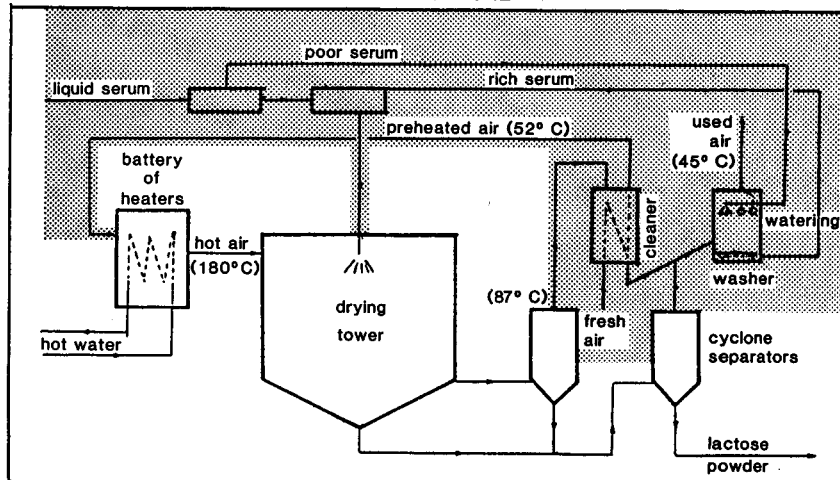 poor serum
liquid serum
rich serum
preheated air (52° C)
used
air
(45° C)
battery
of
heaters
cleaner
watering
hot air
(180°C)
washer
drying
tower
(87° C)
fresh
air
cyclone
separators
hot water
lactose
powder